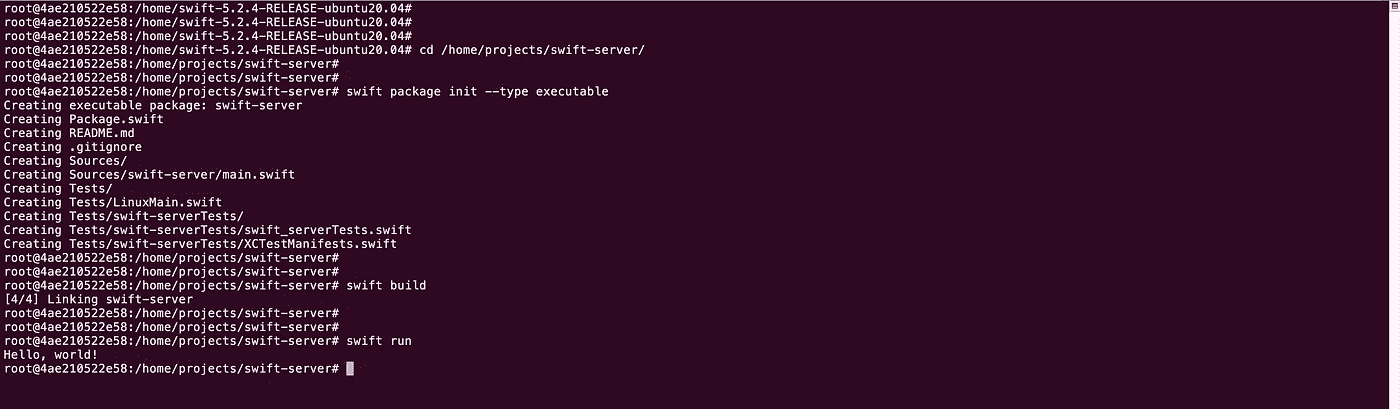 root@4ae210522e58:/home/swift-5.2.4-RELEASE-ubuntu20.04#
root@4ae210522e58:/home/swift-5.2.4-RELEASE-ubuntu20.04#
root@4ae210522e58:/home/swift-5.2.4-RELEASE-ubuntu20.04#
root@4ae210522e58:/home/swift-5.2.4-RELEASE-ubuntu20.04# cd /home/projects/swift-server/
root@4ae210522e58:/home/projects/swift-server#
root@4ae210522e58:/home/projects/swift-server#
root@4ae210522e58:/home/projects/swift-server# swift package init --type executable
Creating executable package: swift-server
Creating Package.swift
Creating README.md
Creating .gitignore
Creating Sources/
Creating Sources/swift-server/main.swift
Creating Tests/
Creating Tests/LinuxMain.swift
Creating Tests/swift-serverTests/
Creating Tests/swift-serverTests/swift_serverTests.swift
Creating Tests/swift-serverTests/XCTestManifests.swift
root@4ae210522e58:/home/projects/swift-server#
root@4ae210522e58:/home/projects/swift-server#
root@4ae210522e58:/home/projects/swift-server# swift build
[4/4] Linking swift-server
root@4ae210522e58:/home/projects/swift-server#
root@4ae210522e58:/home/projects/swift-server#
root@4ae210522e58:/home/projects/swift-server# swift run
Hello, world!
root@4ae210522e58:/home/projects/swift-server#